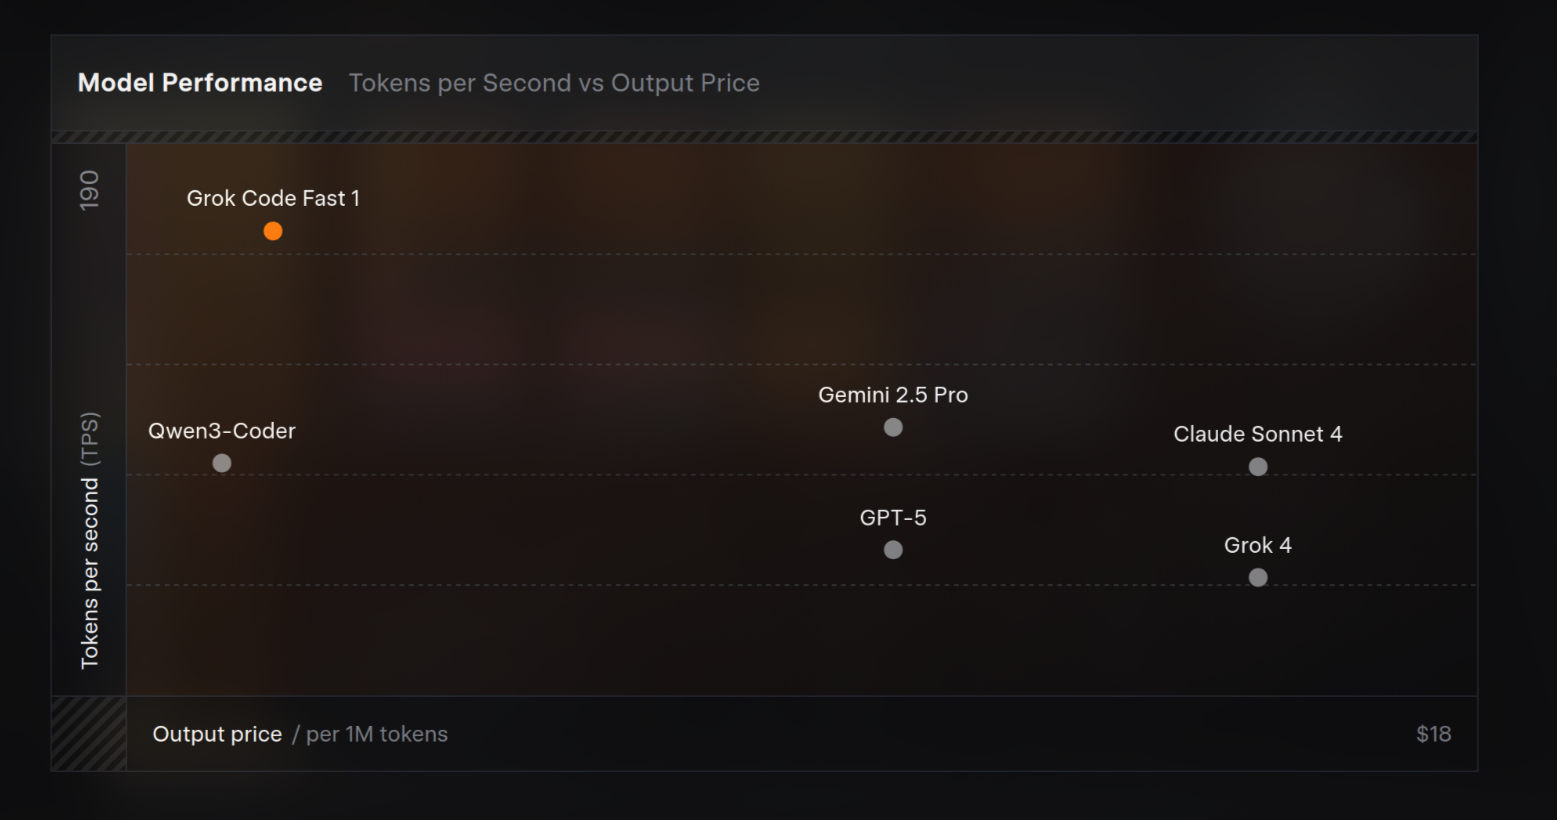 Model Performance Tokens per Second vs Output Price
190
Grok Code Fast 1
Gemini 2.5 Pro
Qwen3-Coder
Claude Sonnet 4
GPT-5
Grok 4
Tokens per second (TPS)
Output price / per 1M tokens
$18